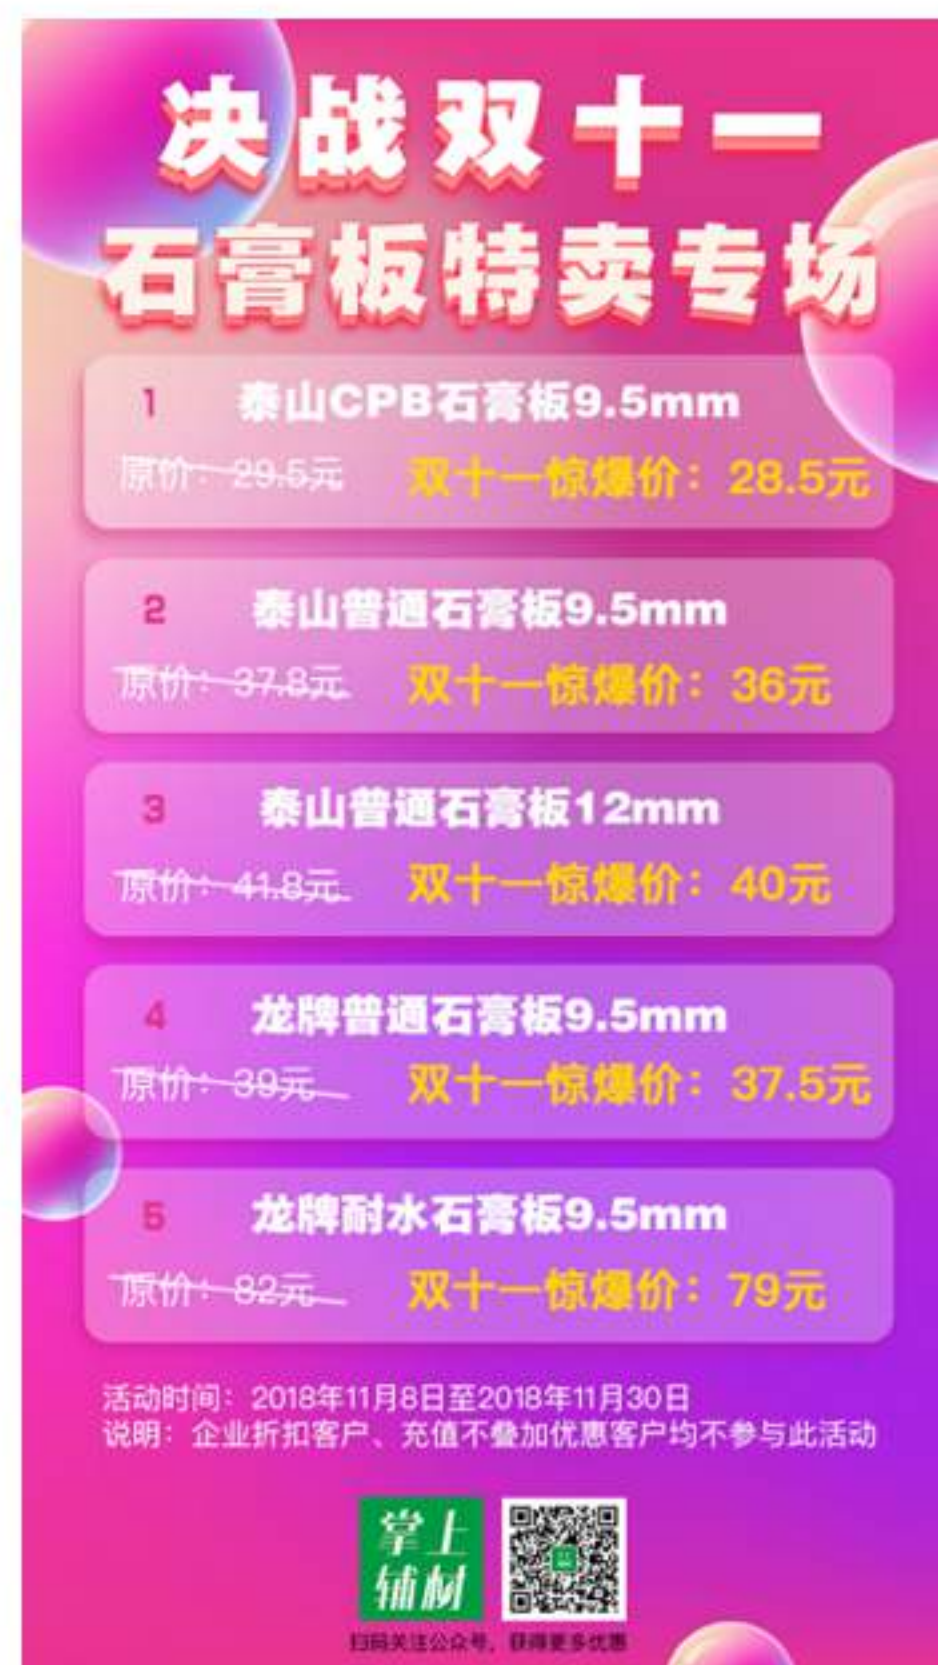 决战双十一
石膏板特卖专场
1 泰山CPB石膏板9.5mm
原价：29.5元 双十一惊爆价：28.5元
2 泰山普通石膏板9.5mm
原价：37.8元 双十一惊爆价：36元
3 泰山普通石膏板12mm
原价：41.8元 双十一惊爆价：40元
4 龙牌普通石膏板9.5mm
原价：39元 双十一惊爆价：37.5元
5 龙牌耐水石膏板9.5mm
原价：82元 双十一惊爆价：79元
活动时间：2018年11月8日至2018年11月30日
说明：企业折扣客户、充值不叠加优惠客户均不参与此活动
掌上
辅材
扫码关注公众号，获得更多优惠